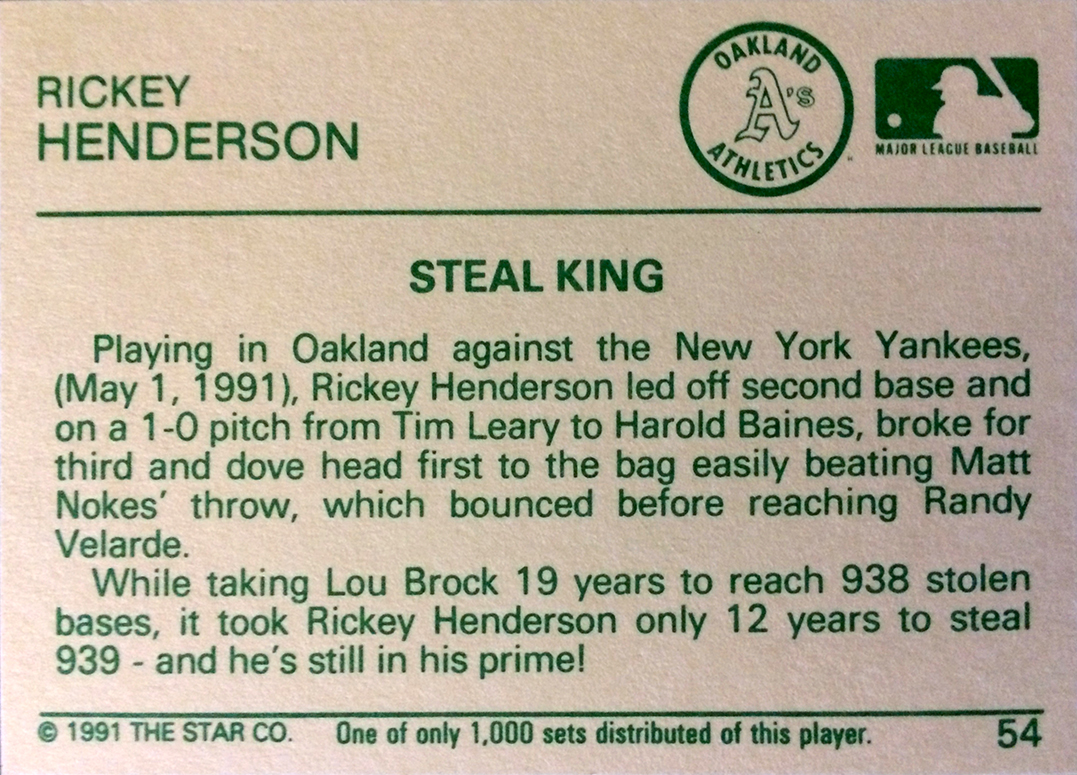 RICKEY
HENDERSON
OAKLAND
A's
ATHLETICS
MAJOR LEAGUE BASEBALL
STEAL KING
Playing in Oakland against the New York Yankees,
(May 1, 1991), Rickey Henderson led off second base and
on a 1-0 pitch from Tim Leary to Harold Baines, broke for
third and dove head first to the bag easily beating Matt
Nokes' throw, which bounced before reaching Randy
Velarde.
While taking Lou Brock 19 years to reach 938 stolen
bases, it took Rickey Henderson only 12 years to steal
939 - and he's still in his prime!
© 1991 THE STAR CO. One of only 1,000 sets distributed of this player. 54